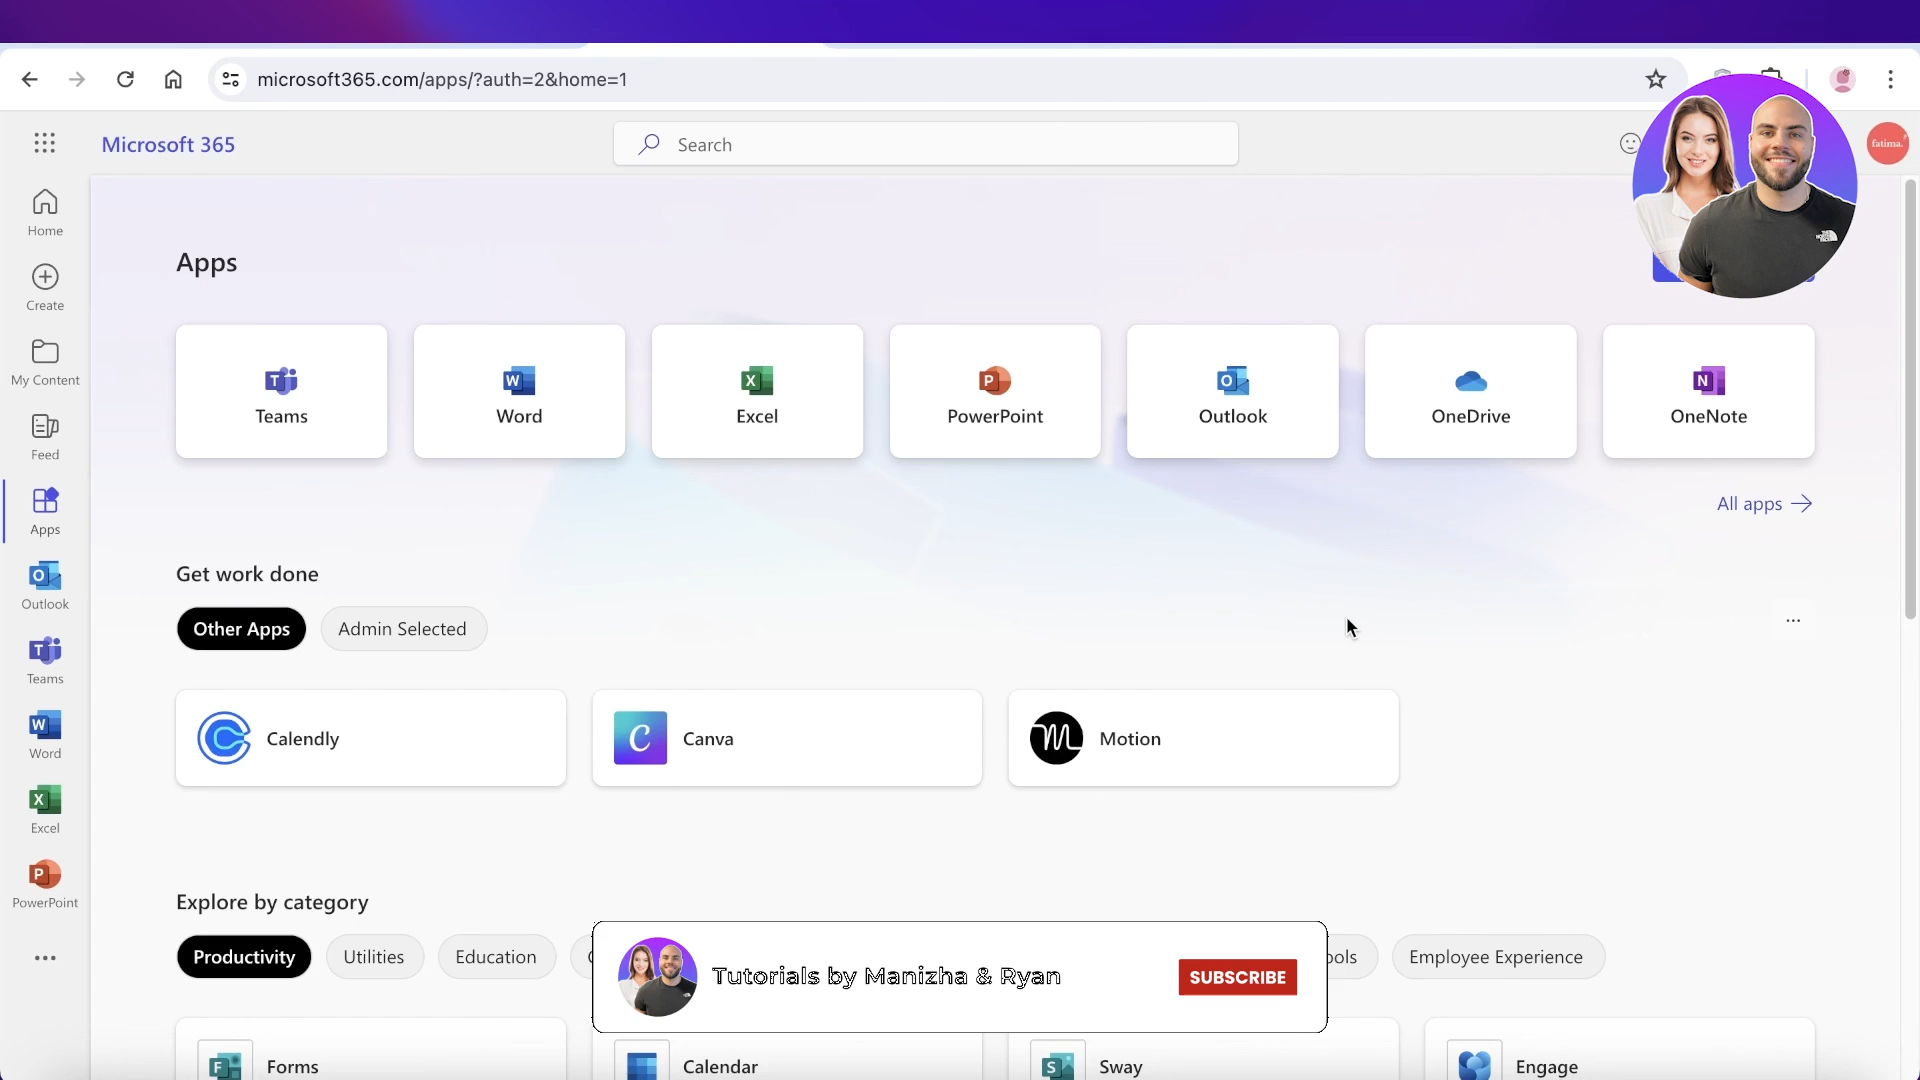 microsoft365.com/apps/?auth=2&home=1
Microsoft 365
Search
fatima.
Home
Create
My Content
Feed
Apps
Outlook
Teams
Word
Excel
PowerPoint
Apps
Teams
Word
Excel
PowerPoint
Outlook
OneDrive
OneNote
All apps
Get work done
Other Apps
Admin Selected
Calendly
Canva
Motion
Explore by category
Productivity
Utilities
Education
Employee Experience
Tutorials by Manizha & Ryan
SUBSCRIBE
Forms
Calendar
Sway
Engage